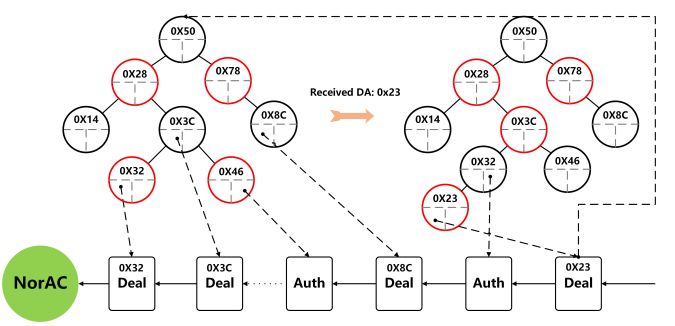 0X50
0X50
0X28
0X78
0X28
0X78
Received DA: 0x23
0X14
0X3C
0X8C
0X14
0X3C
0X8C
0X32
0X46
0X32
0X46
0X23
NorAC
0X32
Deal
0X3C
Deal
Auth
0X8C
Deal
Auth
0X23
Deal